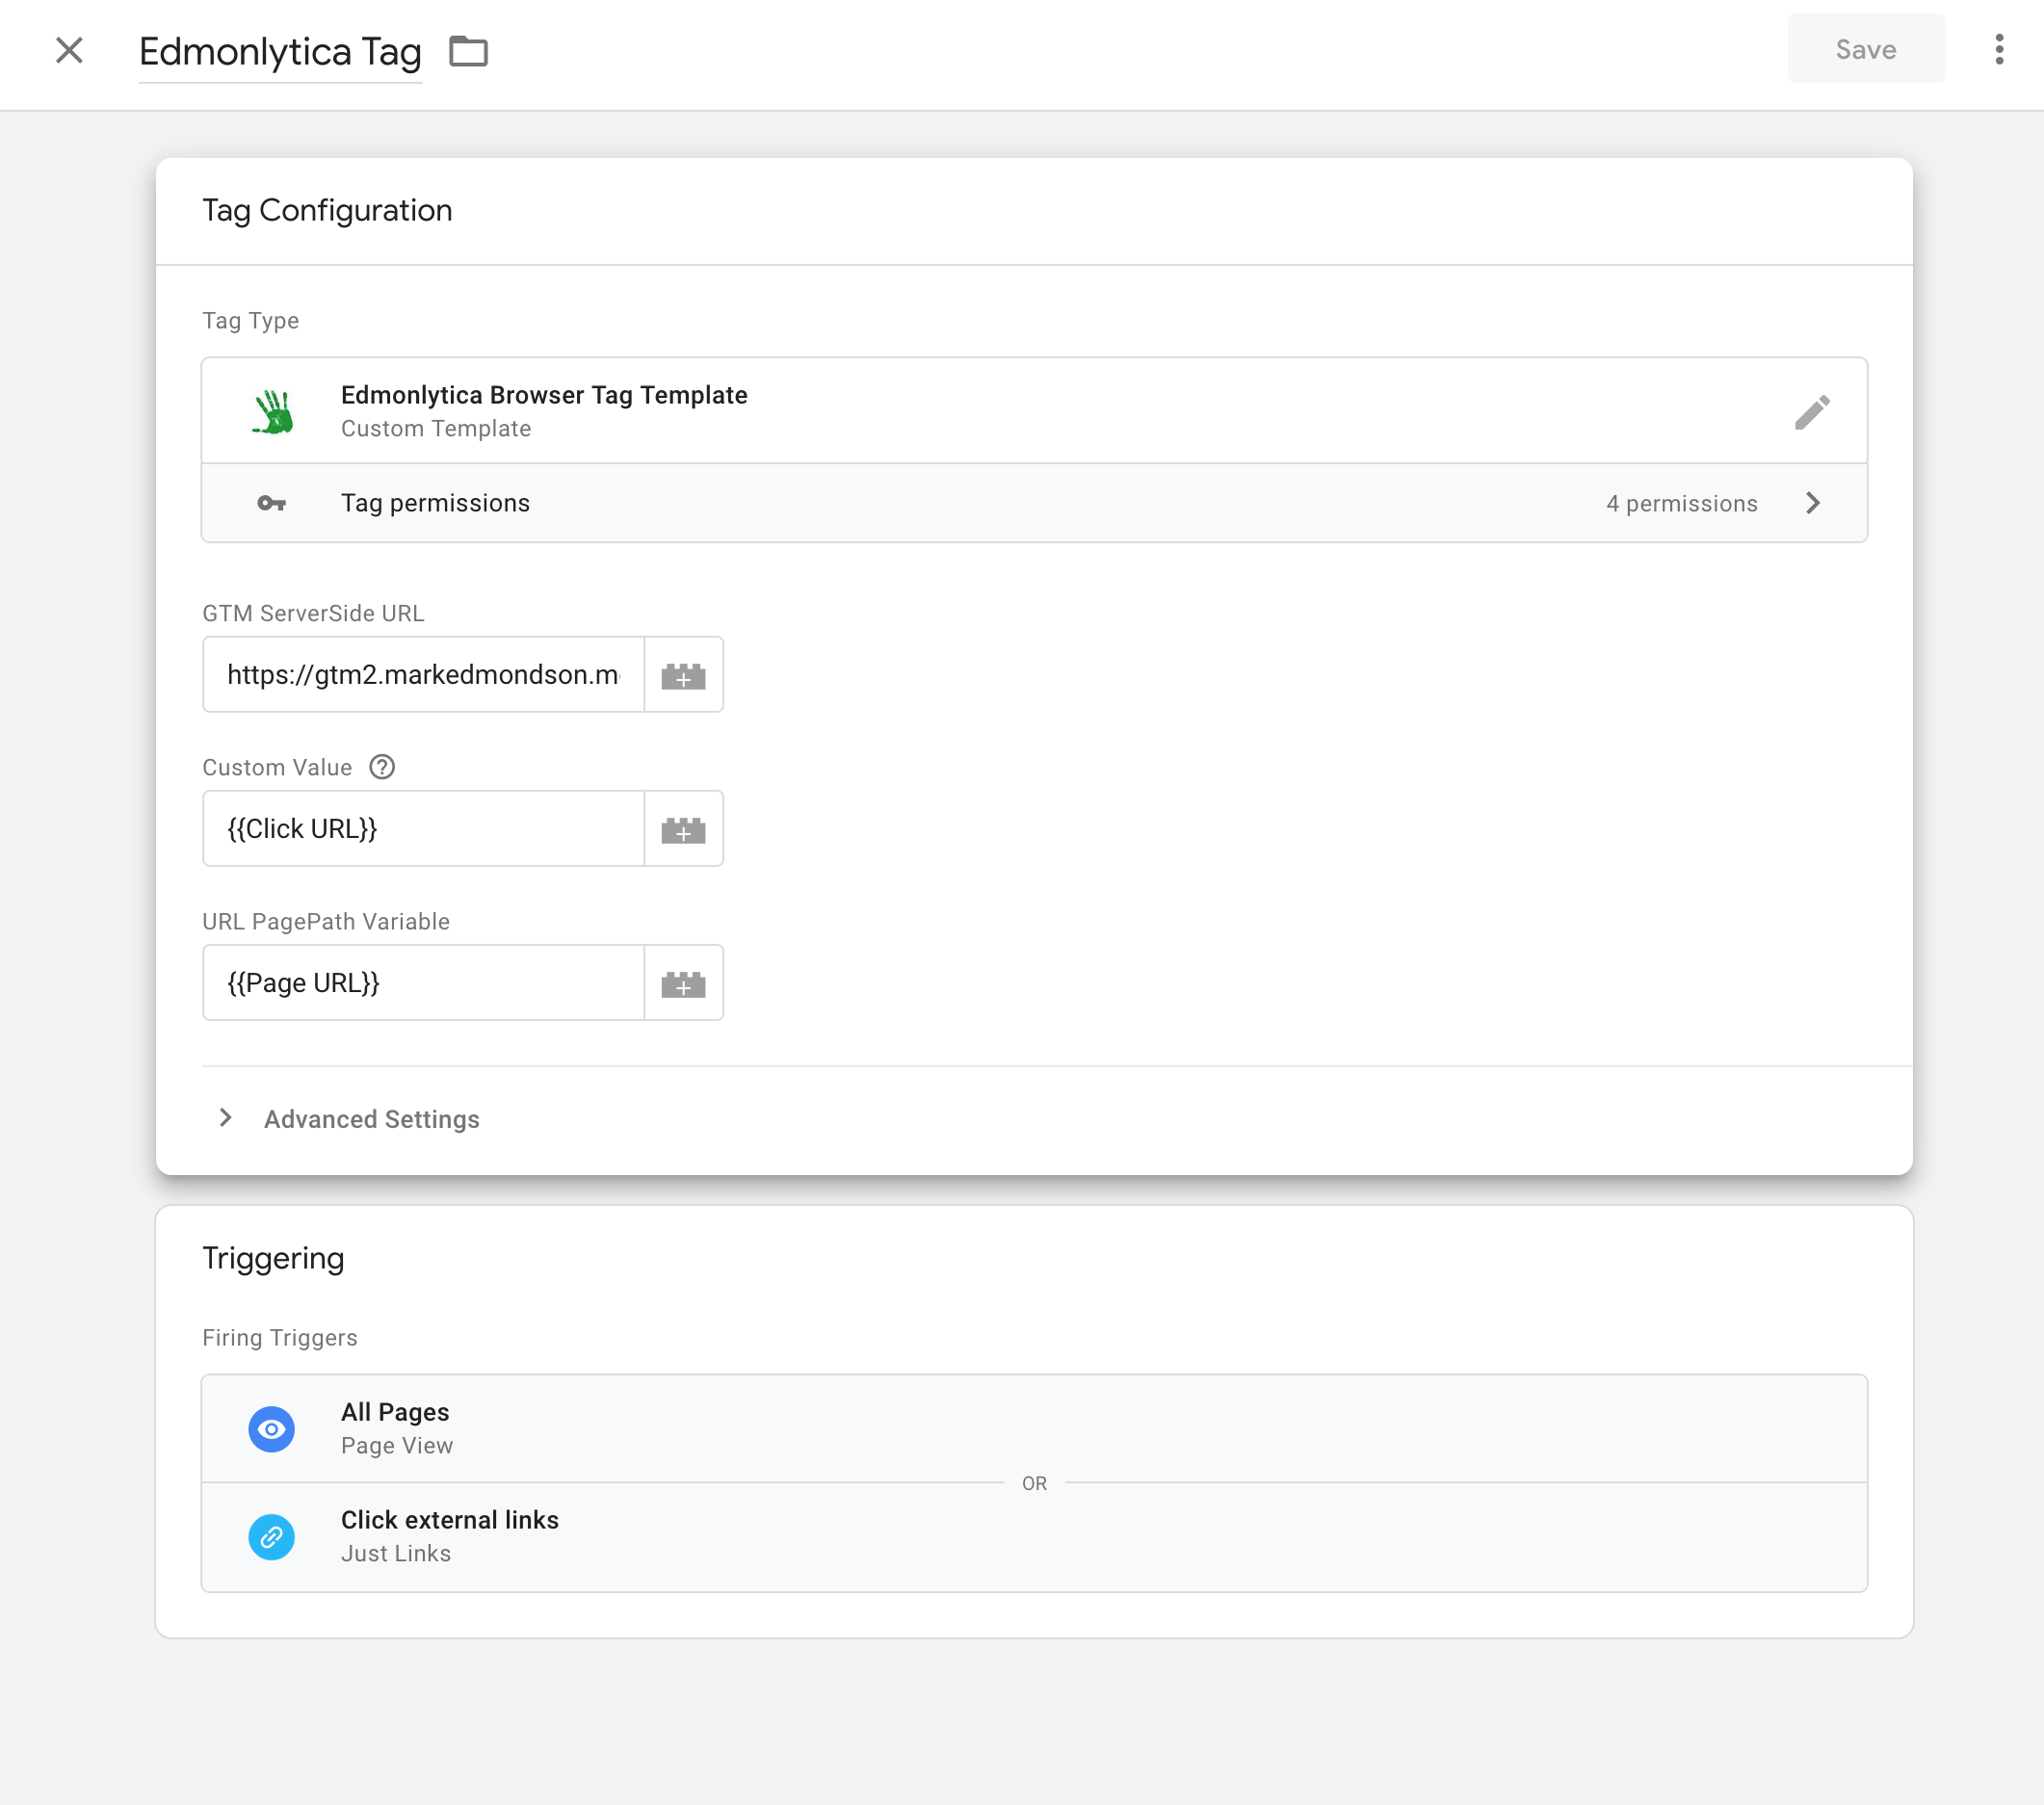 Edmonlytica Tag
Save
Tag Configuration
Tag Type
Edmonlytica Browser Tag Template
Custom Template
Tag permissions
4 permissions
GTM ServerSide URL
https://gtm2.markedmondson.m
Custom Value
{{Click URL}}
URL PagePath Variable
{{Page URL}}
Advanced Settings
Triggering
Firing Triggers
All Pages
Page View
OR
Click external links
Just Links